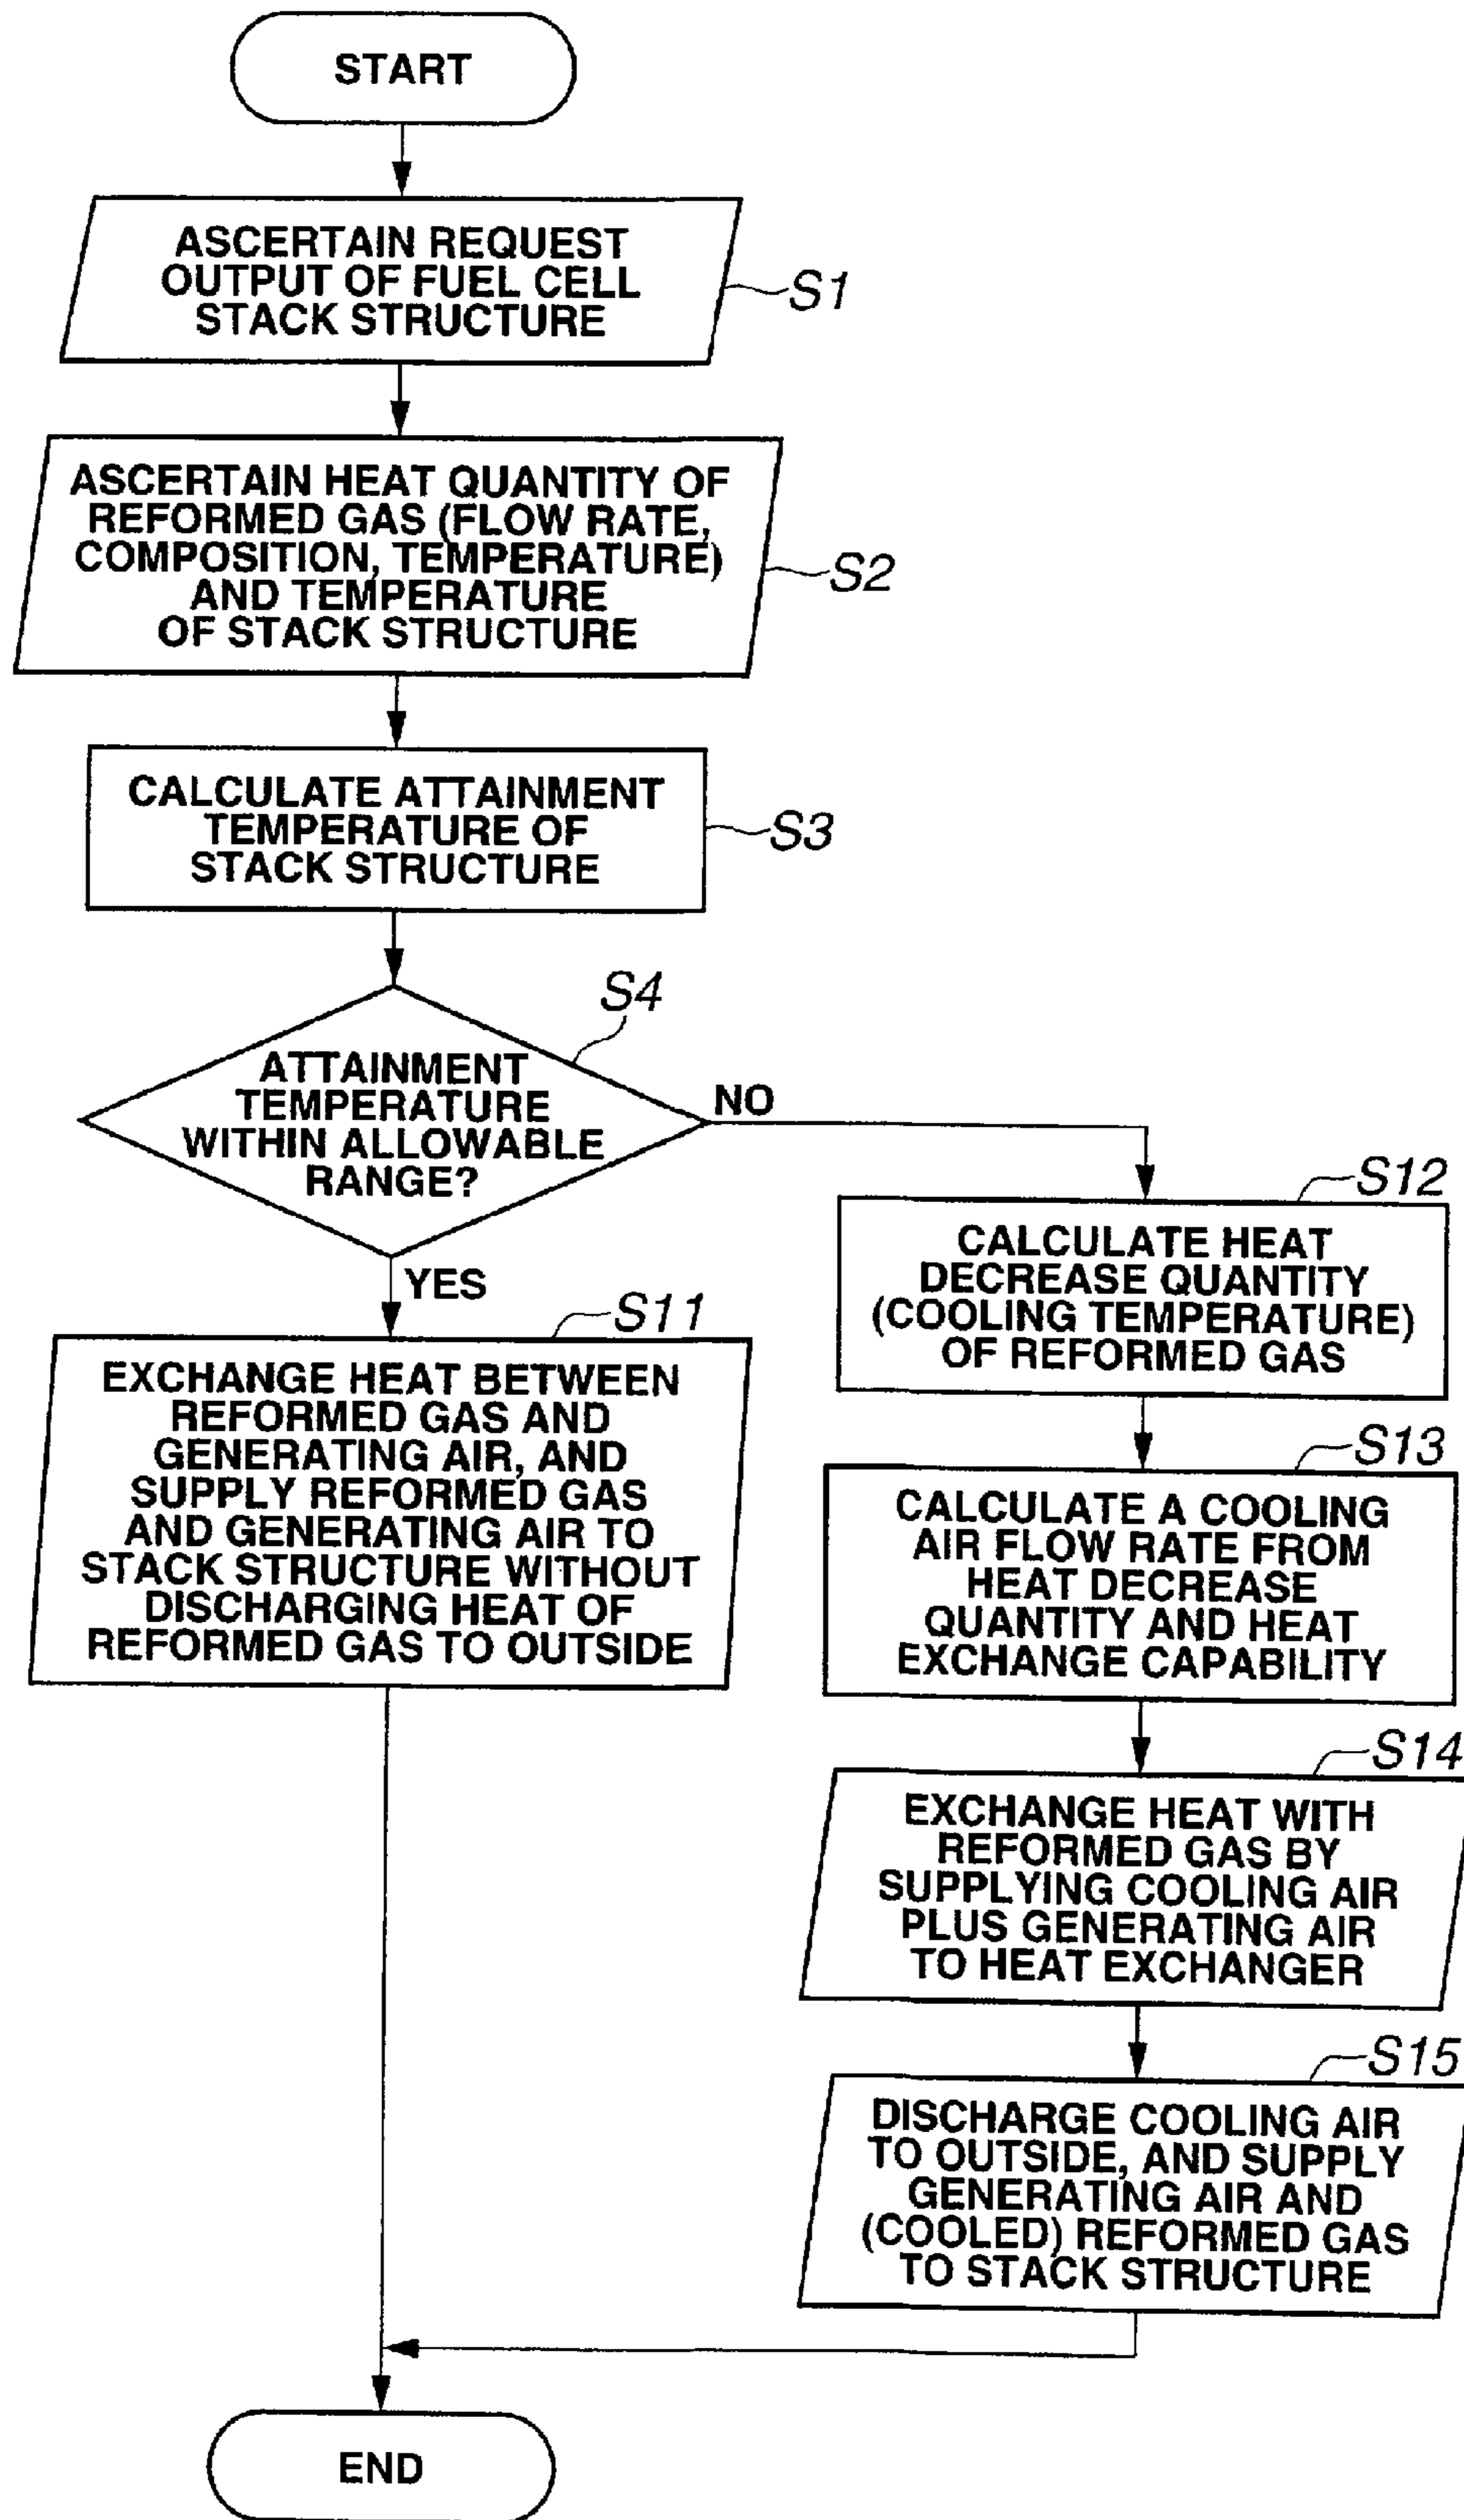 START
ASCERTAIN REQUEST
OUTPUT OF FUEL CELL
STACK STRUCTURE
S1
ASCERTAIN HEAT QUANTITY OF
REFORMED GAS (FLOW RATE,
COMPOSITION, TEMPERATURE)
AND TEMPERATURE
OF STACK STRUCTURE
S2
CALCULATE ATTAINMENT
TEMPERATURE OF
STACK STRUCTURE
S3
S4
ATTAINMENT
TEMPERATURE
WITHIN ALLOWABLE
RANGE?
NO
YES
S11
EXCHANGE HEAT BETWEEN
REFORMED GAS AND
GENERATING AIR, AND
SUPPLY REFORMED GAS
AND GENERATING AIR TO
STACK STRUCTURE WITHOUT
DISCHARGING HEAT OF
REFORMED GAS TO OUTSIDE
S12
CALCULATE HEAT
DECREASE QUANTITY
(COOLING TEMPERATURE)
OF REFORMED GAS
S13
CALCULATE A COOLING
AIR FLOW RATE FROM
HEAT DECREASE
QUANTITY AND HEAT
EXCHANGE CAPABILITY
S14
EXCHANGE HEAT WITH
REFORMED GAS BY
SUPPLYING COOLING AIR
PLUS GENERATING AIR
TO HEAT EXCHANGER
S15
DISCHARGE COOLING AIR
TO OUTSIDE, AND SUPPLY
GENERATING AIR AND
(COOLED) REFORMED GAS
TO STACK STRUCTURE
END